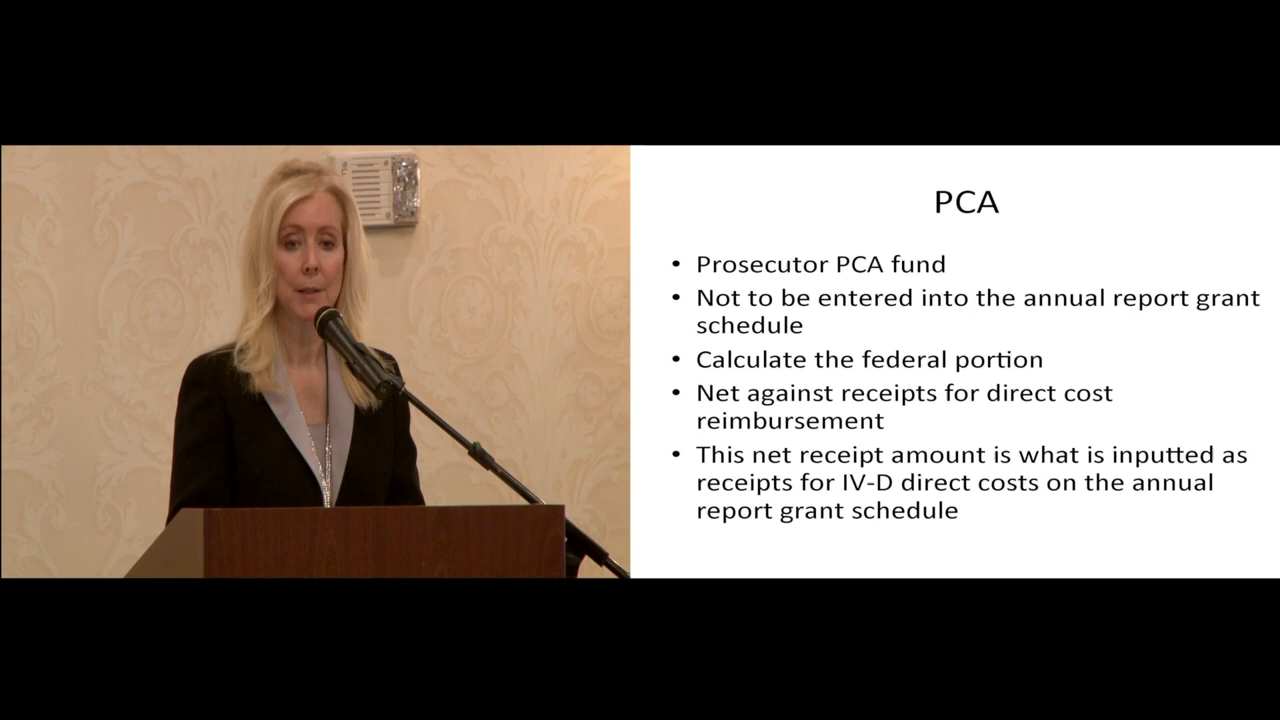 PCA
• Prosecutor PCA fund
• Not to be entered into the annual report grant
schedule
• Calculate the federal portion
• Net against receipts for direct cost
reimbursement
• This net receipt amount is what is inputted as
receipts for IV-D direct costs on the annual
report grant schedule